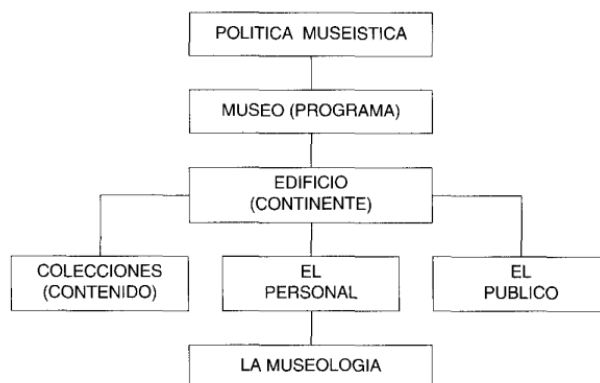 POLITICA MUSEISTICA
MUSEO (PROGRAMA)
EDIFICIO
(CONTINENTE)
COLECCIONES
(CONTENIDO)
EL
PERSONAL
EL
PUBLICO
LA MUSEOLOGIA